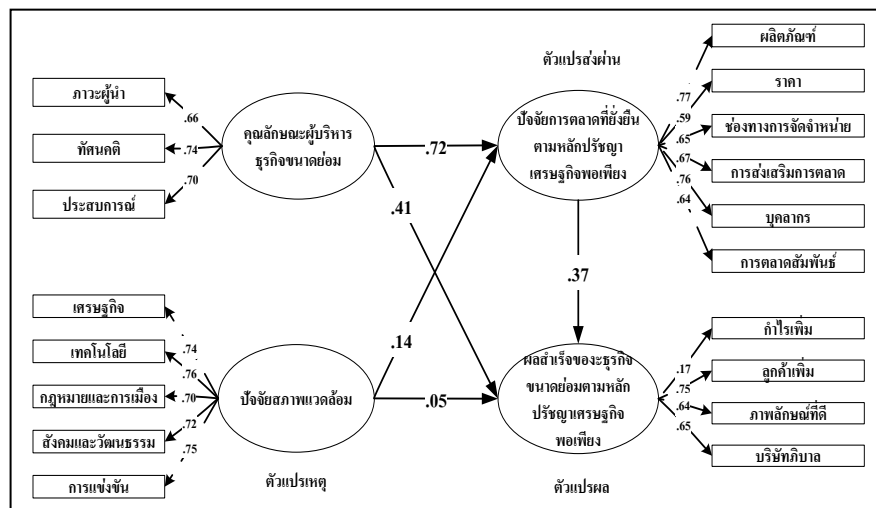 ตัวแปรส่งผ่าน
ภาวะผู้นำ
ทัศนคติ
ประสบการณ์
.66
.74
.70
คุณลักษณะผู้บริหาร
ธุรกิจขนาดย่อม
.72
.41
ปัจจัยการตลาดที่ยั่งยืน
ตามหลักปรัชญา
เศรษฐกิจพอเพียง
.77
.59
.65
.67
.76
.64
ผลิตภัณฑ์
ราคา
ช่องทางการจัดจำหน่าย
การส่งเสริมการตลาด
บุคลากร
การตลาดสัมพันธ์
.37
เศรษฐกิจ
เทคโนโลยี
กฎหมายและการเมือง
สังคมและวัฒนธรรม
การแข่งขัน
.74
.76
.70
.72
.75
ปัจจัยสภาพแวดล้อม
.14
.05
ผลสำเร็จของะธุรกิจ
ขนาดย่อมตามหลัก
ปรัชญาเศรษฐกิจ
พอเพียง
.17
.75
.64
.65
กำไรเพิ่ม
ลูกค้าเพิ่ม
ภาพลักษณ์ที่ดี
บริษัทภิบาล
ตัวแปรเหตุ
ตัวแปรผล